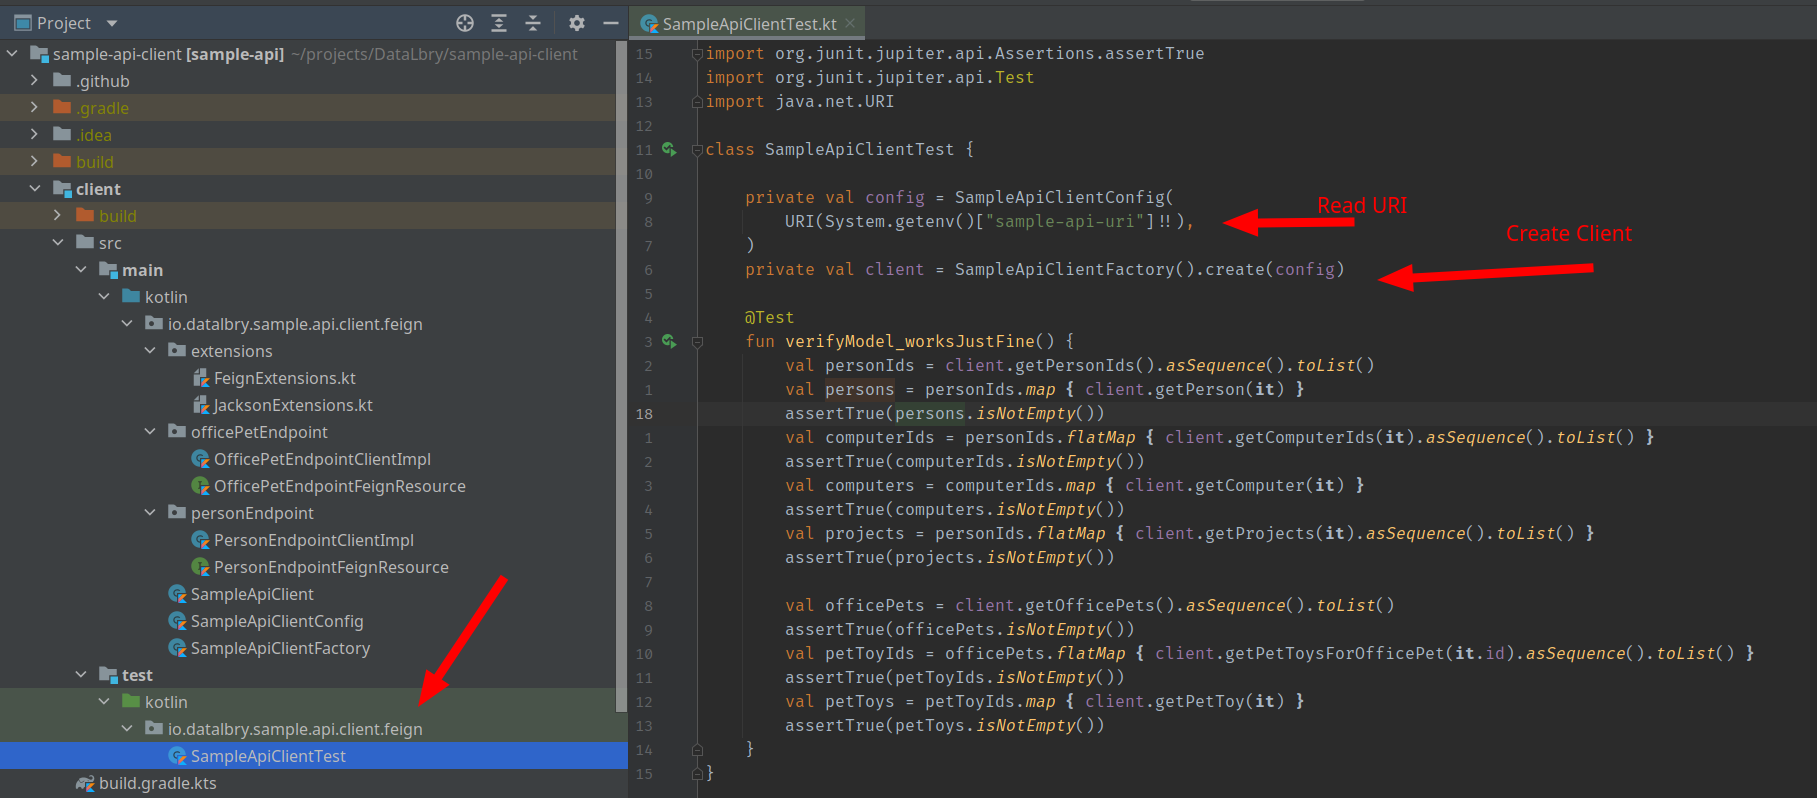 Project
sample-api-client [sample-api] ~/projects/DataLbry/sample-api-client
.github
.gradle
.idea
build
client
build
src
main
kotlin
io.datalbry.sample.api.client.feign
extensions
FeignExtensions.kt
JacksonExtensions.kt
officePetEndpoint
OfficePetEndpointClientImpl
OfficePetEndpointFeignResource
personEndpoint
PersonEndpointClientImpl
PersonEndpointFeignResource
SampleApiClient
SampleApiClientConfig
SampleApiClientFactory
test
kotlin
io.datalbry.sample.api.client.feign
SampleApiClientTest
build.gradle.kts
SampleApiClientTest.kt
15 import org.junit.jupiter.api.Assertions.assertTrue
14 import org.junit.jupiter.api.Test
13 import java.net.URI
12
11 class SampleApiClientTest {
10
9 private val config = SampleApiClientConfig(
8 URI(System.getenv()["sample-api-uri"]!!),
Read URI
7 )
Create Client
6 private val client = SampleApiClientFactory().create(config)
5
4 @Test
3 fun verifyModel_worksJustFine() {
2 val personIds = client.getPersonIds().asSequence().toList()
1 val persons = personIds.map { client.getPerson(it) }
18 assertTrue(persons.isNotEmpty())
1 val computerIds = personIds.flatMap { client.getComputerIds(it).asSequence().toList() }
2 assertTrue(computerIds.isNotEmpty())
3 val computers = computerIds.map { client.getComputer(it) }
4 assertTrue(computers.isNotEmpty())
5 val projects = personIds.flatMap { client.getProjects(it).asSequence().toList() }
6 assertTrue(projects.isNotEmpty())
7
8 val officePets = client.getOfficePets().asSequence().toList()
9 assertTrue(officePets.isNotEmpty())
10 val petToyIds = officePets.flatMap { client.getPetToysForOfficePet(it.id).asSequence().toList() }
11 assertTrue(petToyIds.isNotEmpty())
12 val petToys = petToyIds.map { client.getPetToy(it) }
13 assertTrue(petToys.isNotEmpty())
14 }
15 }